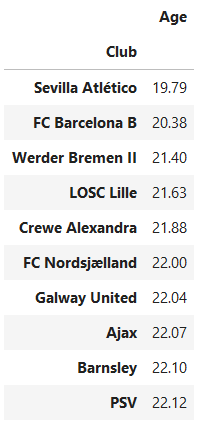 Age
Club
Sevilla Atlético 19.79
FC Barcelona B 20.38
Werder Bremen II 21.40
LOSC Lille 21.63
Crewe Alexandra 21.88
FC Nordsjælland 22.00
Galway United 22.04
Ajax 22.07
Barnsley 22.10
PSV 22.12